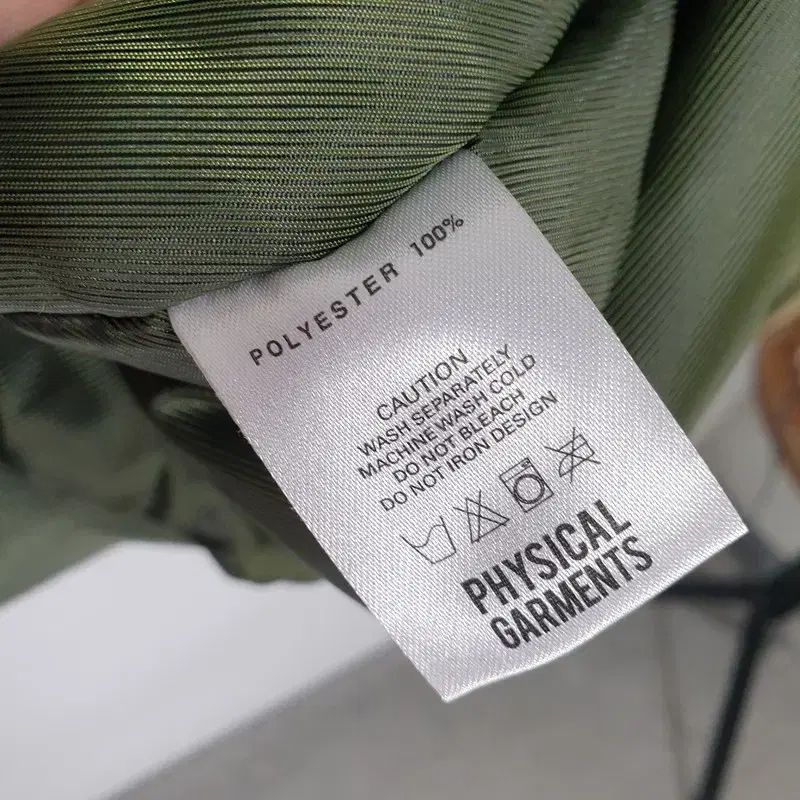 POLYESTER 100%
CAUTION
WASH SEPARATELY
MACHINE WASH COLD
DO NOT BLEACH
DO NOT IRON DESIGN
PHYSICAL
GARMENTS